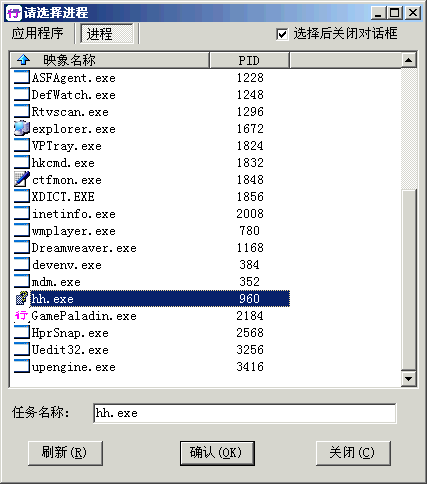 行 请选择进程
应用程序 进程 选择后关闭对话框
映象名称 PID
ASFAgent.exe 1228
DefWatch.exe 1248
Rtvscan.exe 1296
explorer.exe 1672
VPTray.exe 1824
hkcmd.exe 1832
ctfmon.exe 1848
XDICT.EXE 1856
inetinfo.exe 2008
wmplayer.exe 780
Dreamweaver.exe 1168
devenv.exe 384
mdm.exe 352
hh.exe 960
行 GamePaladin.exe 2184
HprSnap.exe 2568
Uedit32.exe 3256
upengine.exe 3416
任务名称: hh.exe
刷新(R) 确认(OK) 关闭(C)